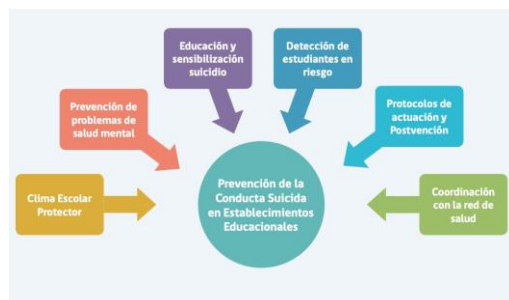 Educación y
sensibilización
suicidio
Detección de
estudiantes en
riesgo
Prevención de
problemas de
salud mental
Protocolos de
actuación y
Postvención
Clima Escolar
Protector
Prevención de la
Conducta Suicida
en Establecimientos
Educacionales
Coordinación
con la red de
salud